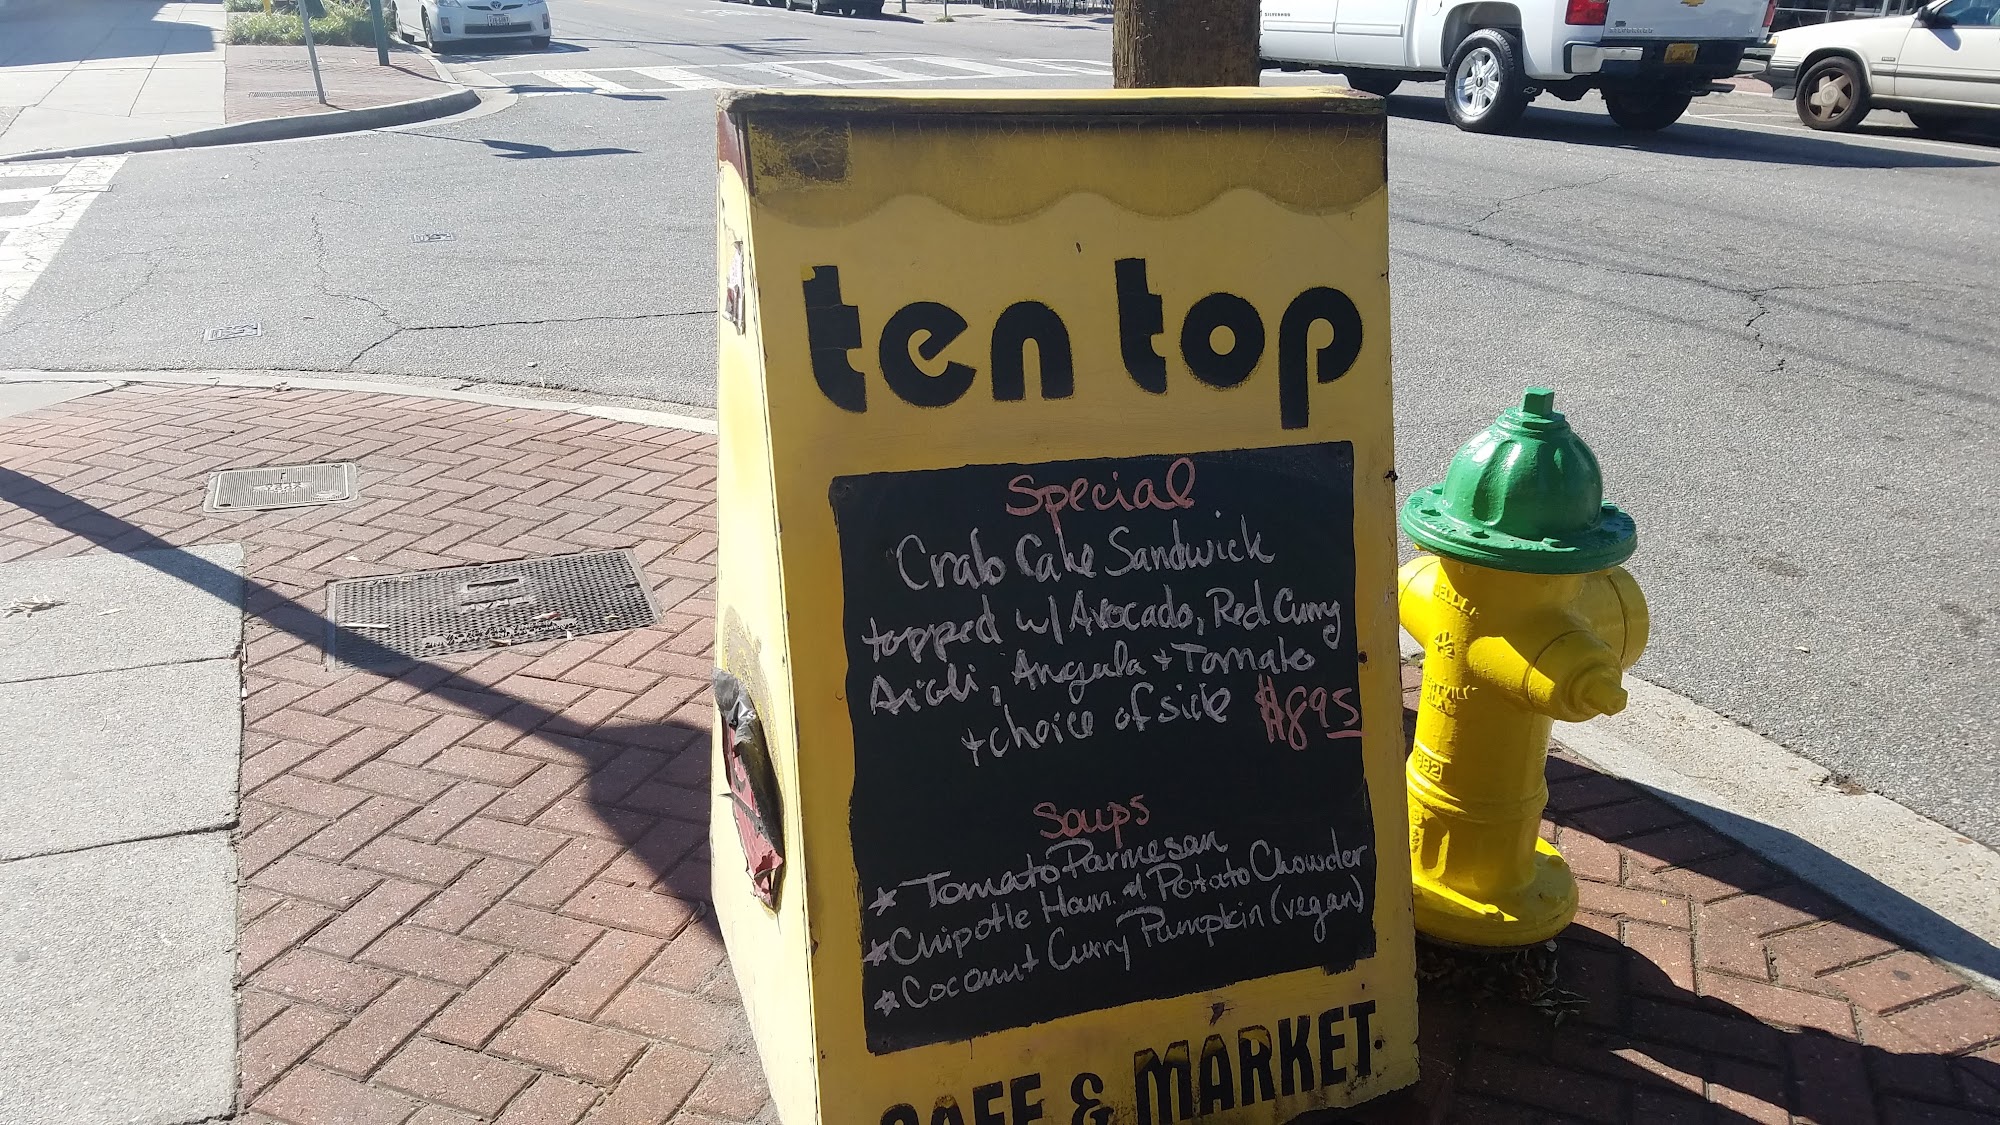 ten top
Special
Crab Cake Sandwich
topped w/ Avocado, Red Curry
Aioli, Arugula + Tomato
+ choice of side $8.95
Soups
* Tomato Parmesan
* Chipotle Ham & Potato Chowder
* Coconut Curry Pumpkin (vegan)
CAFE & MARKET
SILVERADO